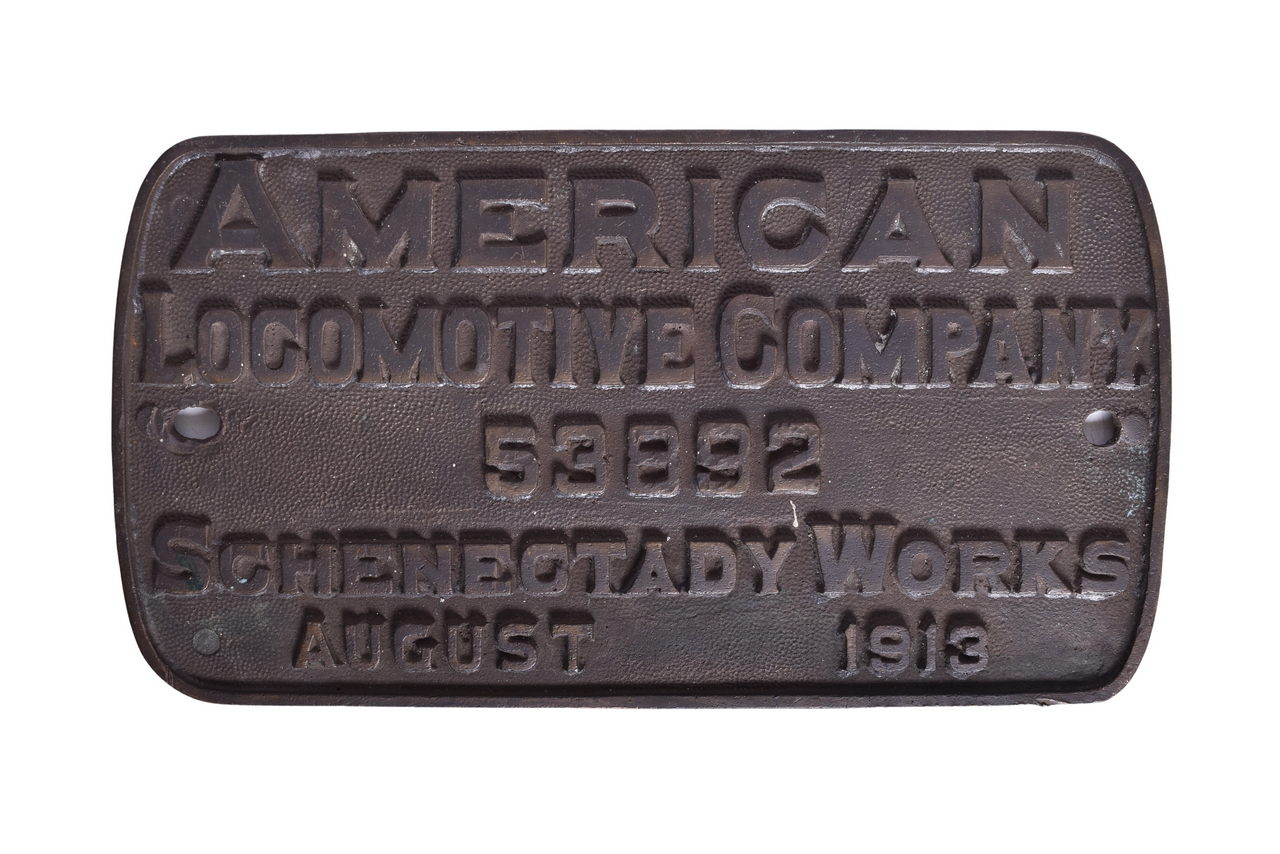 AMERICAN
LOCOMOTIVE COMPANY.
53892
SCHENECTADY WORKS
AUGUST 1913